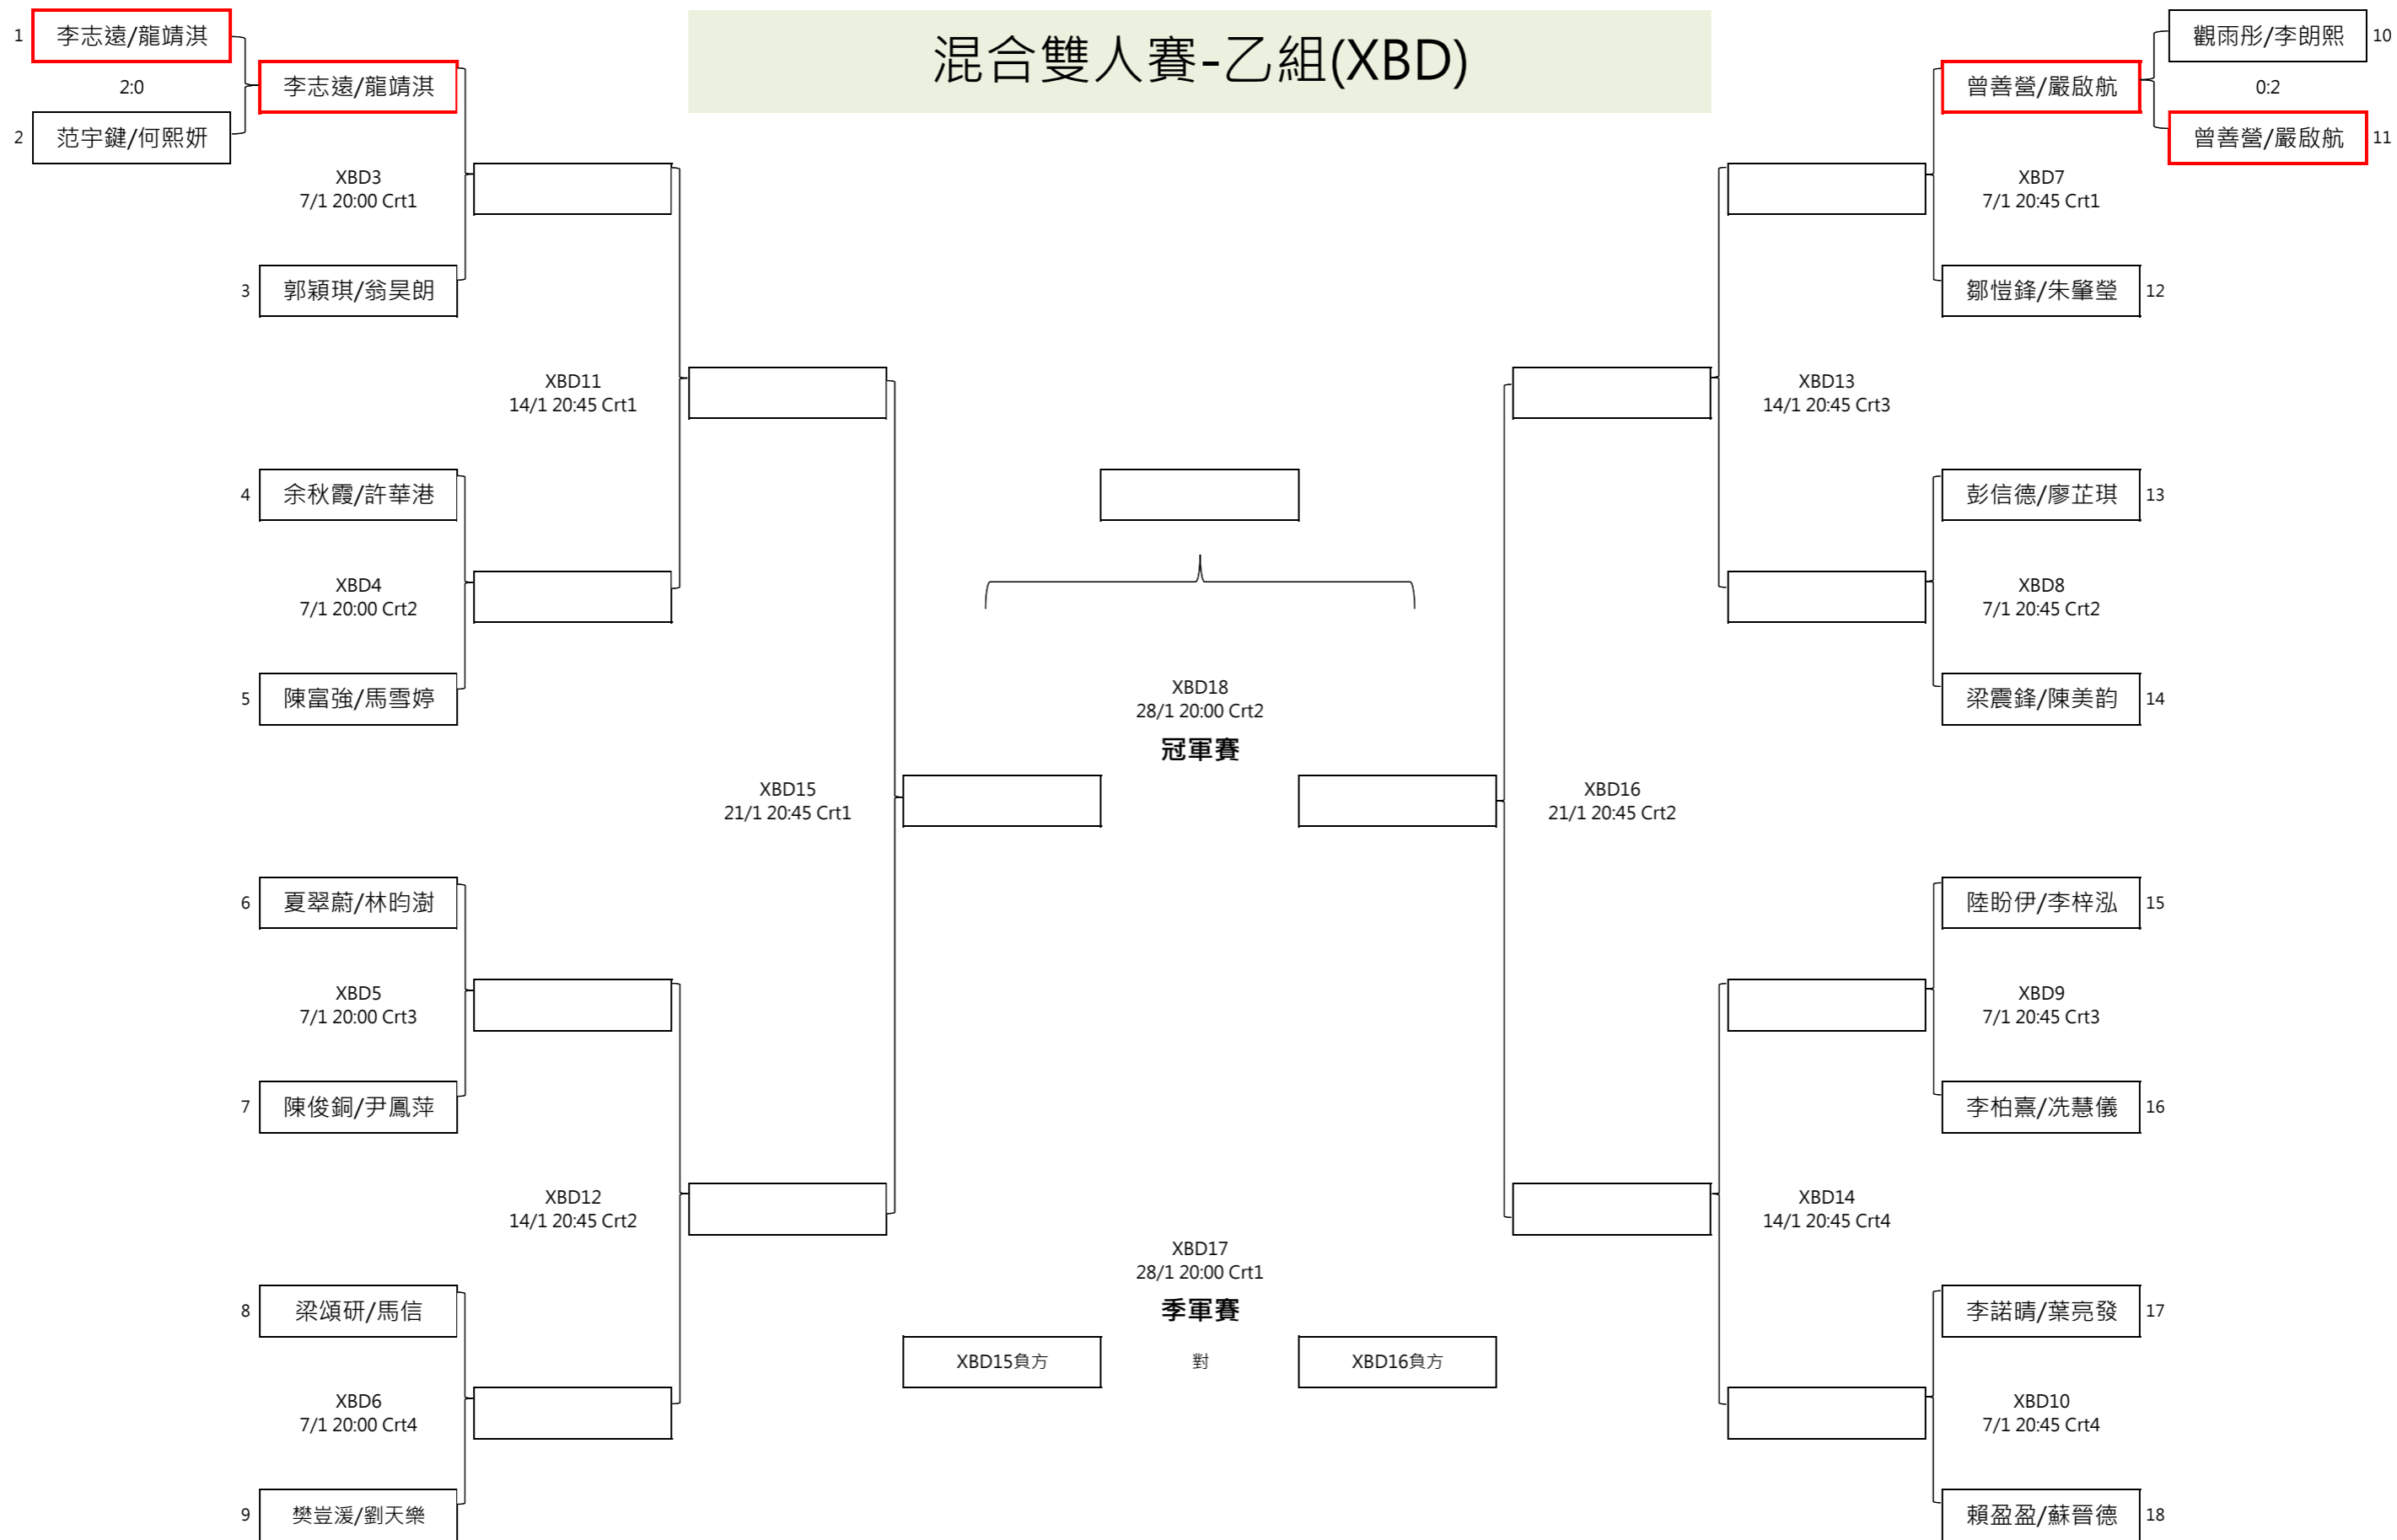 混合雙人賽-乙組(XBD)
1
李志遠/龍靖淇
2:0
2
范宇鍵/何熙妍
李志遠/龍靖淇
XBD3
7/1 20:00 Crt1
3
郭穎琪/翁昊朗
XBD11
14/1 20:45 Crt1
4
余秋霞/許華港
XBD4
7/1 20:00 Crt2
5
陳富強/馬雪婷
XBD15
21/1 20:45 Crt1
6
夏翠蔚/林昀澍
XBD5
7/1 20:00 Crt3
7
陳俊銅/尹鳳萍
XBD12
14/1 20:45 Crt2
8
梁頌研/馬信
XBD6
7/1 20:00 Crt4
9
樊豈湲/劉天樂
XBD18
28/1 20:00 Crt2
冠軍賽
XBD17
28/1 20:00 Crt1
季軍賽
XBD15負方
對
XBD16負方
觀雨彤/李朗熙
10
0:2
曾善營/嚴啟航
11
曾善營/嚴啟航
XBD7
7/1 20:45 Crt1
鄒愷鋒/朱肇瑩
12
XBD13
14/1 20:45 Crt3
彭信德/廖芷琪
13
XBD8
7/1 20:45 Crt2
梁震鋒/陳美韵
14
XBD16
21/1 20:45 Crt2
陸盼伊/李梓泓
15
XBD9
7/1 20:45 Crt3
李柏熹/冼慧儀
16
XBD14
14/1 20:45 Crt4
李諾晴/葉亮發
17
XBD10
7/1 20:45 Crt4
賴盈盈/蘇晉德
18